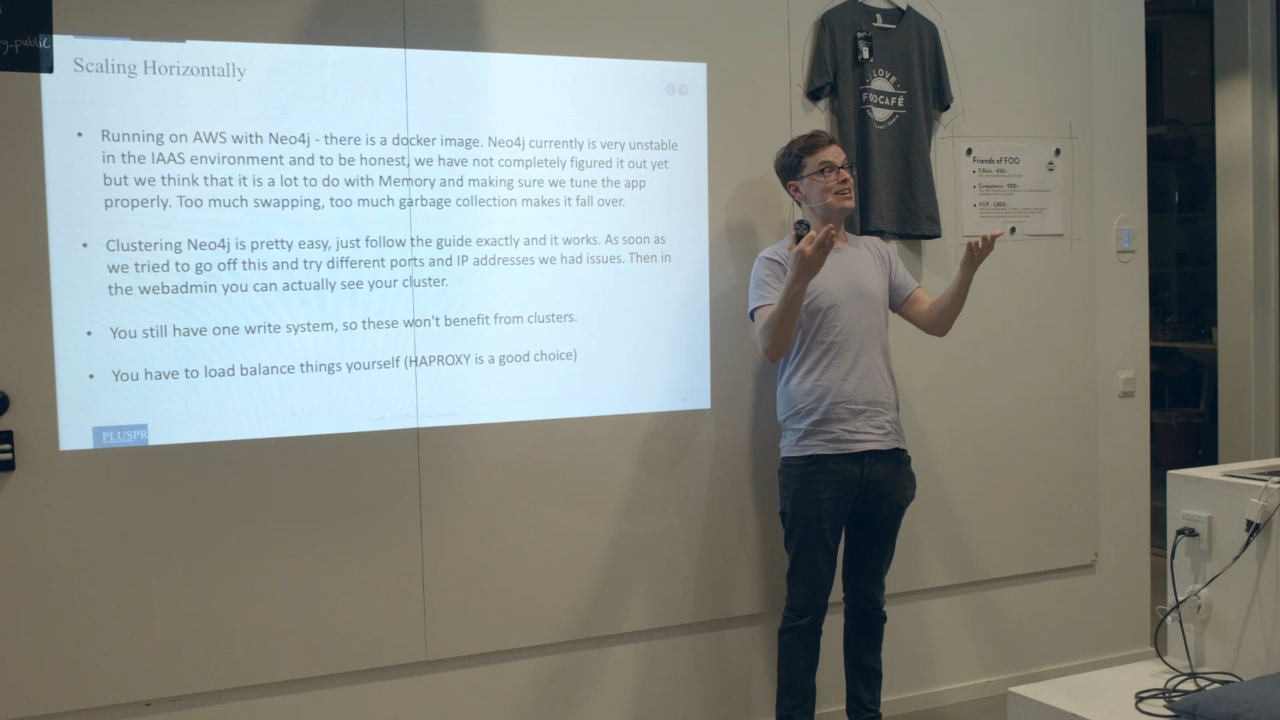 ry_public
Scaling Horizontally
• Running on AWS with Neo4j - there is a docker image. Neo4j currently is very unstable
in the IAAS environment and to be honest, we have not completely figured it out yet
but we think that it is a lot to do with Memory and making sure we tune the app
properly. Too much swapping, too much garbage collection makes it fall over.
• Clustering Neo4j is pretty easy, just follow the guide exactly and it works. As soon as
we tried to go off this and try different ports and IP addresses we had issues. Then in
the webadmin you can actually see your cluster.
• You still have one write system, so these won't benefit from clusters.
• You have to load balance things yourself (HAPROXY is a good choice)
PLUSPR
I LOVE
FOOCAFÉ
Friends of FOO